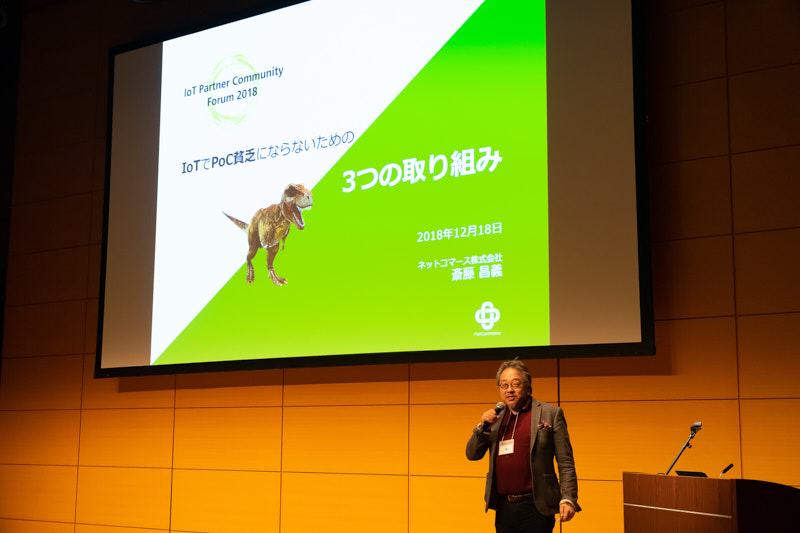 IoT Partner Community
Forum 2018
IoTでPoC貧乏にならないための
3つの取り組み
2018年12月18日
ネットコマース株式会社
斎藤 昌義
NetCommerce